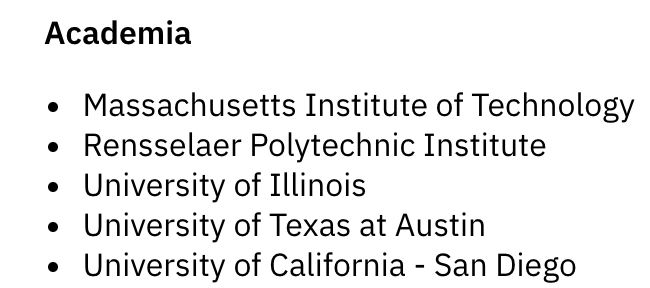 Academia
• Massachusetts Institute of Technology
• Rensselaer Polytechnic Institute
• University of Illinois
• University of Texas at Austin
• University of California - San Diego